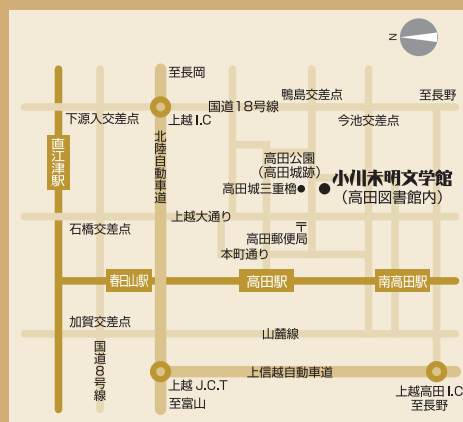 N
至長岡
鴨島交差点
至長野
国道18号線
下源入交差点
上越 I.C
今池交差点
直江津駅
北陸自動車道
高田公園
(高田城跡)
高田城三重櫓
小川未明文学館
(高田図書館内)
上越大通り
石橋交差点
〒
高田郵便局
本町通り
春日山駅
高田駅
南高田駅
加賀交差点
山麓線
国道8号線
上信越自動車道
上越 J.C.T
至富山
上越高田 I.C
至長野